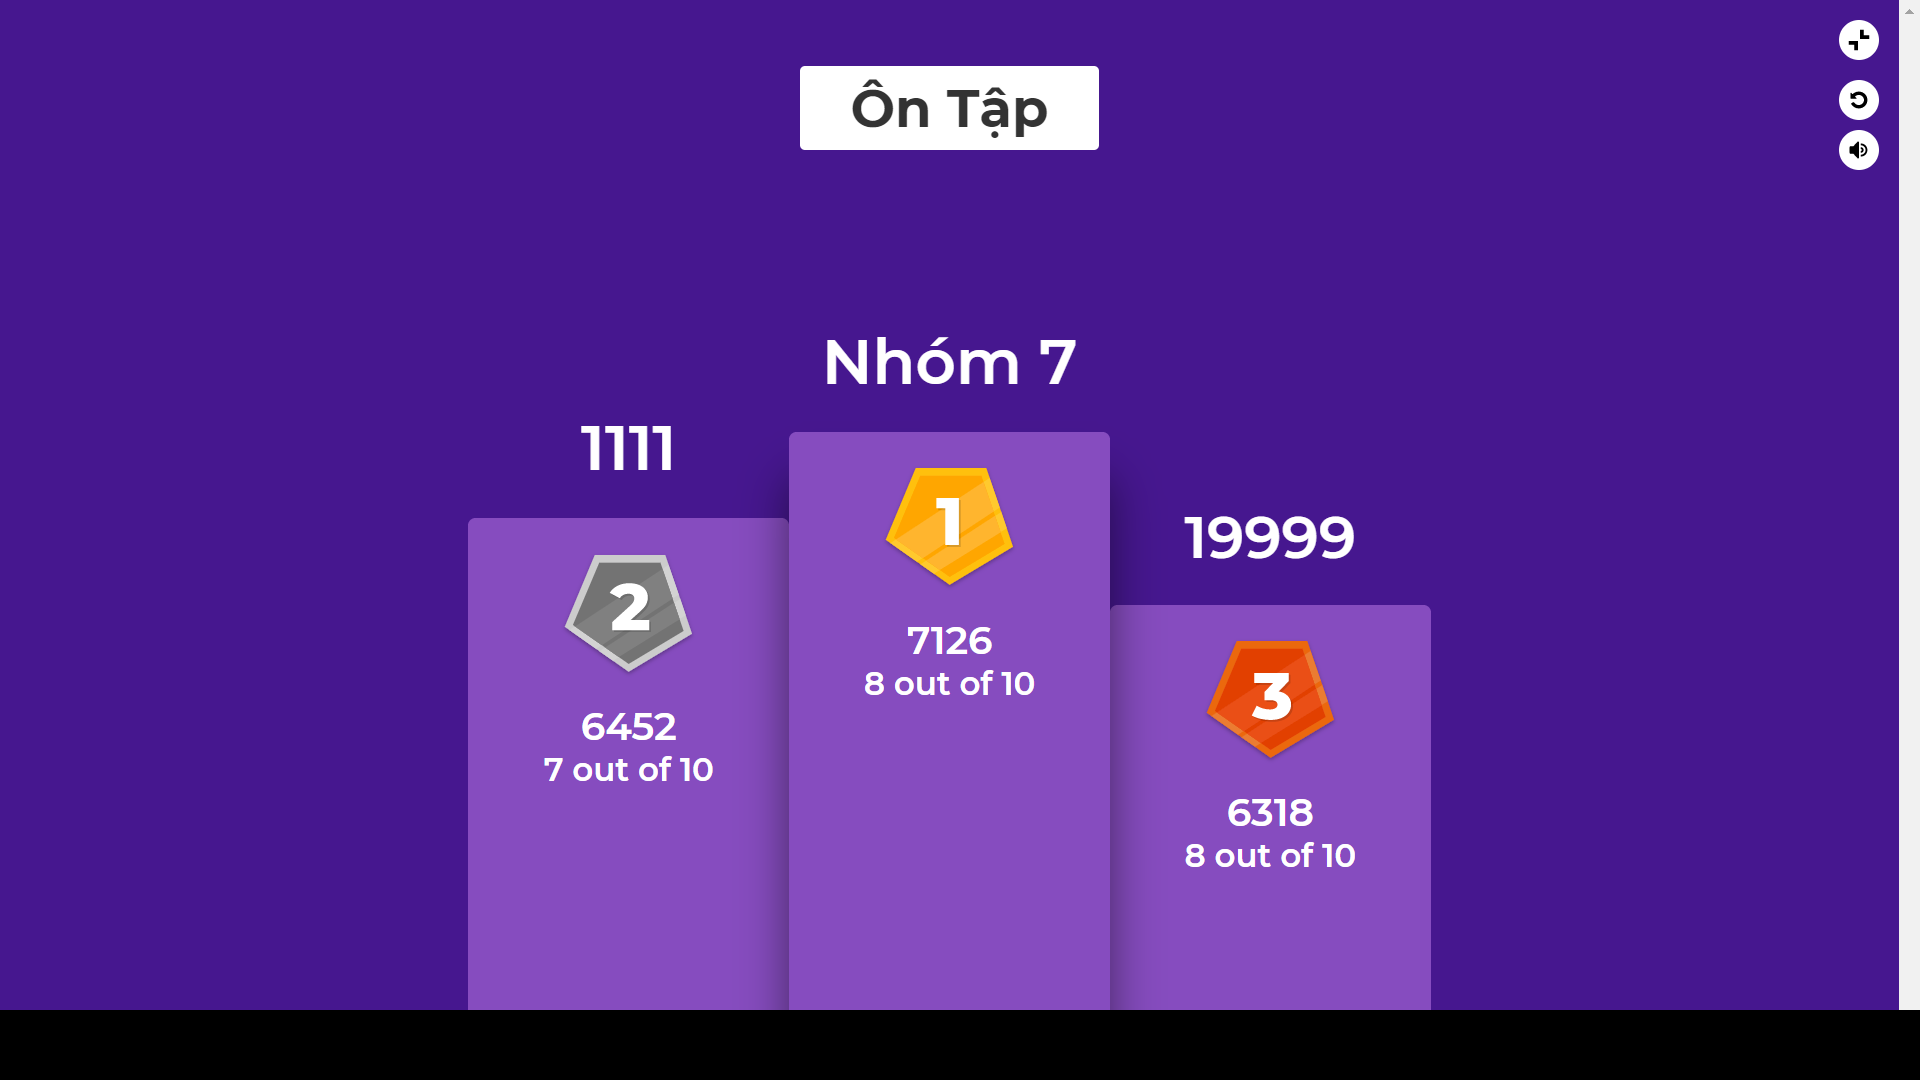 Ôn Tập
Nhóm 7
1111
19999
1
2
3
7126
8 out of 10
6452
7 out of 10
6318
8 out of 10